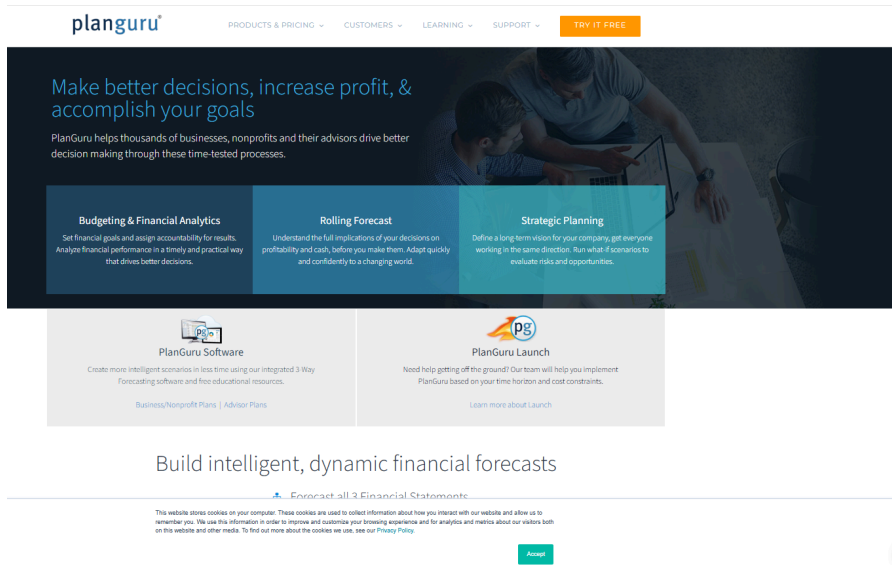 planguru
PRODUCTS & PRICING
CUSTOMERS
LEARNING
SUPPORT
TRY IT FREE
Make better decisions, increase profit, &
accomplish your goals
PlanGuru helps thousands of businesses, nonprofits and their advisors drive better
decision making through these time-tested processes.
Budgeting & Financial Analytics
Set financial goals and assign accountability for results.
Analyze financial performance in a timely and practical way
that drives better decisions.
Rolling Forecast
Understand the full implications of your decisions on
profitability and cash, before you make them. Adapt quickly
and confidently to a changing world.
Strategic Planning
Define a long-term vision for your company, get everyone
working in the same direction. Run what-if scenarios to
evaluate risks and opportunities.
pg
PlanGuru Software
Create more intelligent scenarios in less time using our integrated 3-Way
Forecasting software and free educational resources.
Business/Nonprofit Plans | Advisor Plans
pg
PlanGuru Launch
Need help getting off the ground? Our team will help you implement
PlanGuru based on your time horizon and cost constraints.
Learn more about Launch
Build intelligent, dynamic financial forecasts
Forecast all 3 Financial Statements
This website stores cookies on your computer. These cookies are used to collect information about how you interact with our website and allow us to
remember you. We use this information in order to improve and customize your browsing experience and for analytics and metrics about our visitors both
on this website and other media. To find out more about the cookies we use, see our Privacy Policy.
Accept